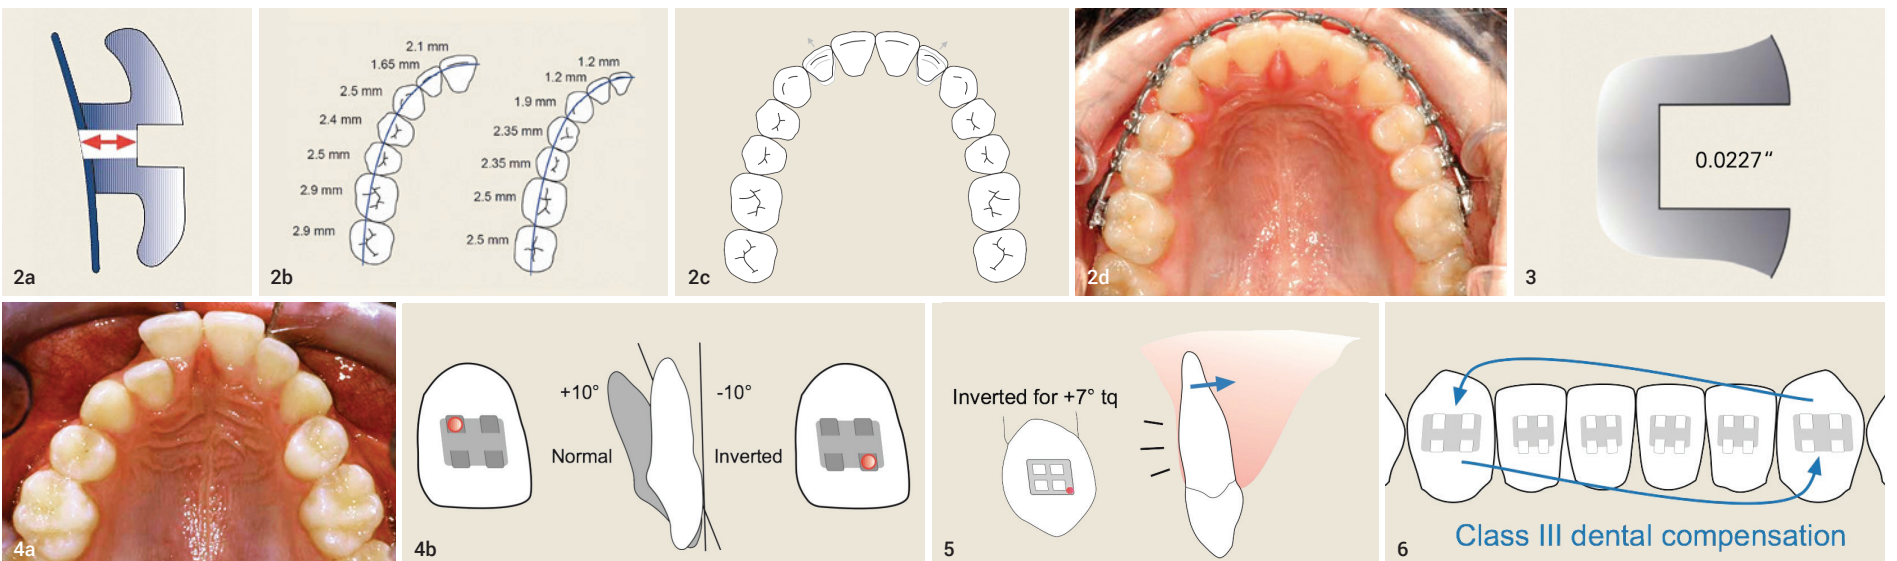 2a
2.1 mm
1.65 mm
2.5 mm
2.4 mm
2.5 mm
2.9 mm
2.9 mm
1.2 mm
1.2 mm
1.9 mm
2.35 mm
2.35 mm
2.5 mm
2.5 mm
2b
2c
2d
0.0227“
3
4a
+10°
-10°
Normal
Inverted
4b
Inverted for +7° tq
5
Class III dental compensation
6